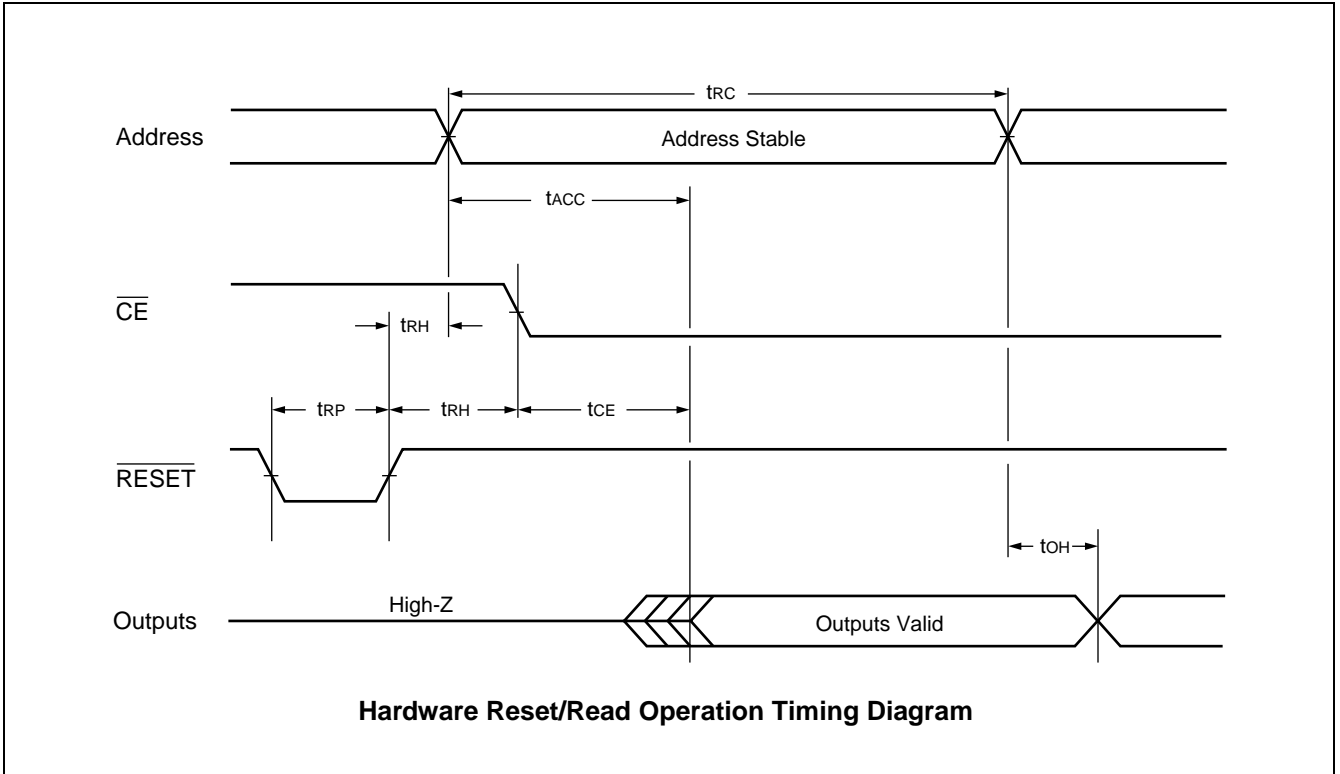 tRC
Address
Address Stable
tACC
CE
tRH
tRP
tRH
tCE
RESET
tOH
High-Z
Outputs
Outputs Valid
Hardware Reset/Read Operation Timing Diagram